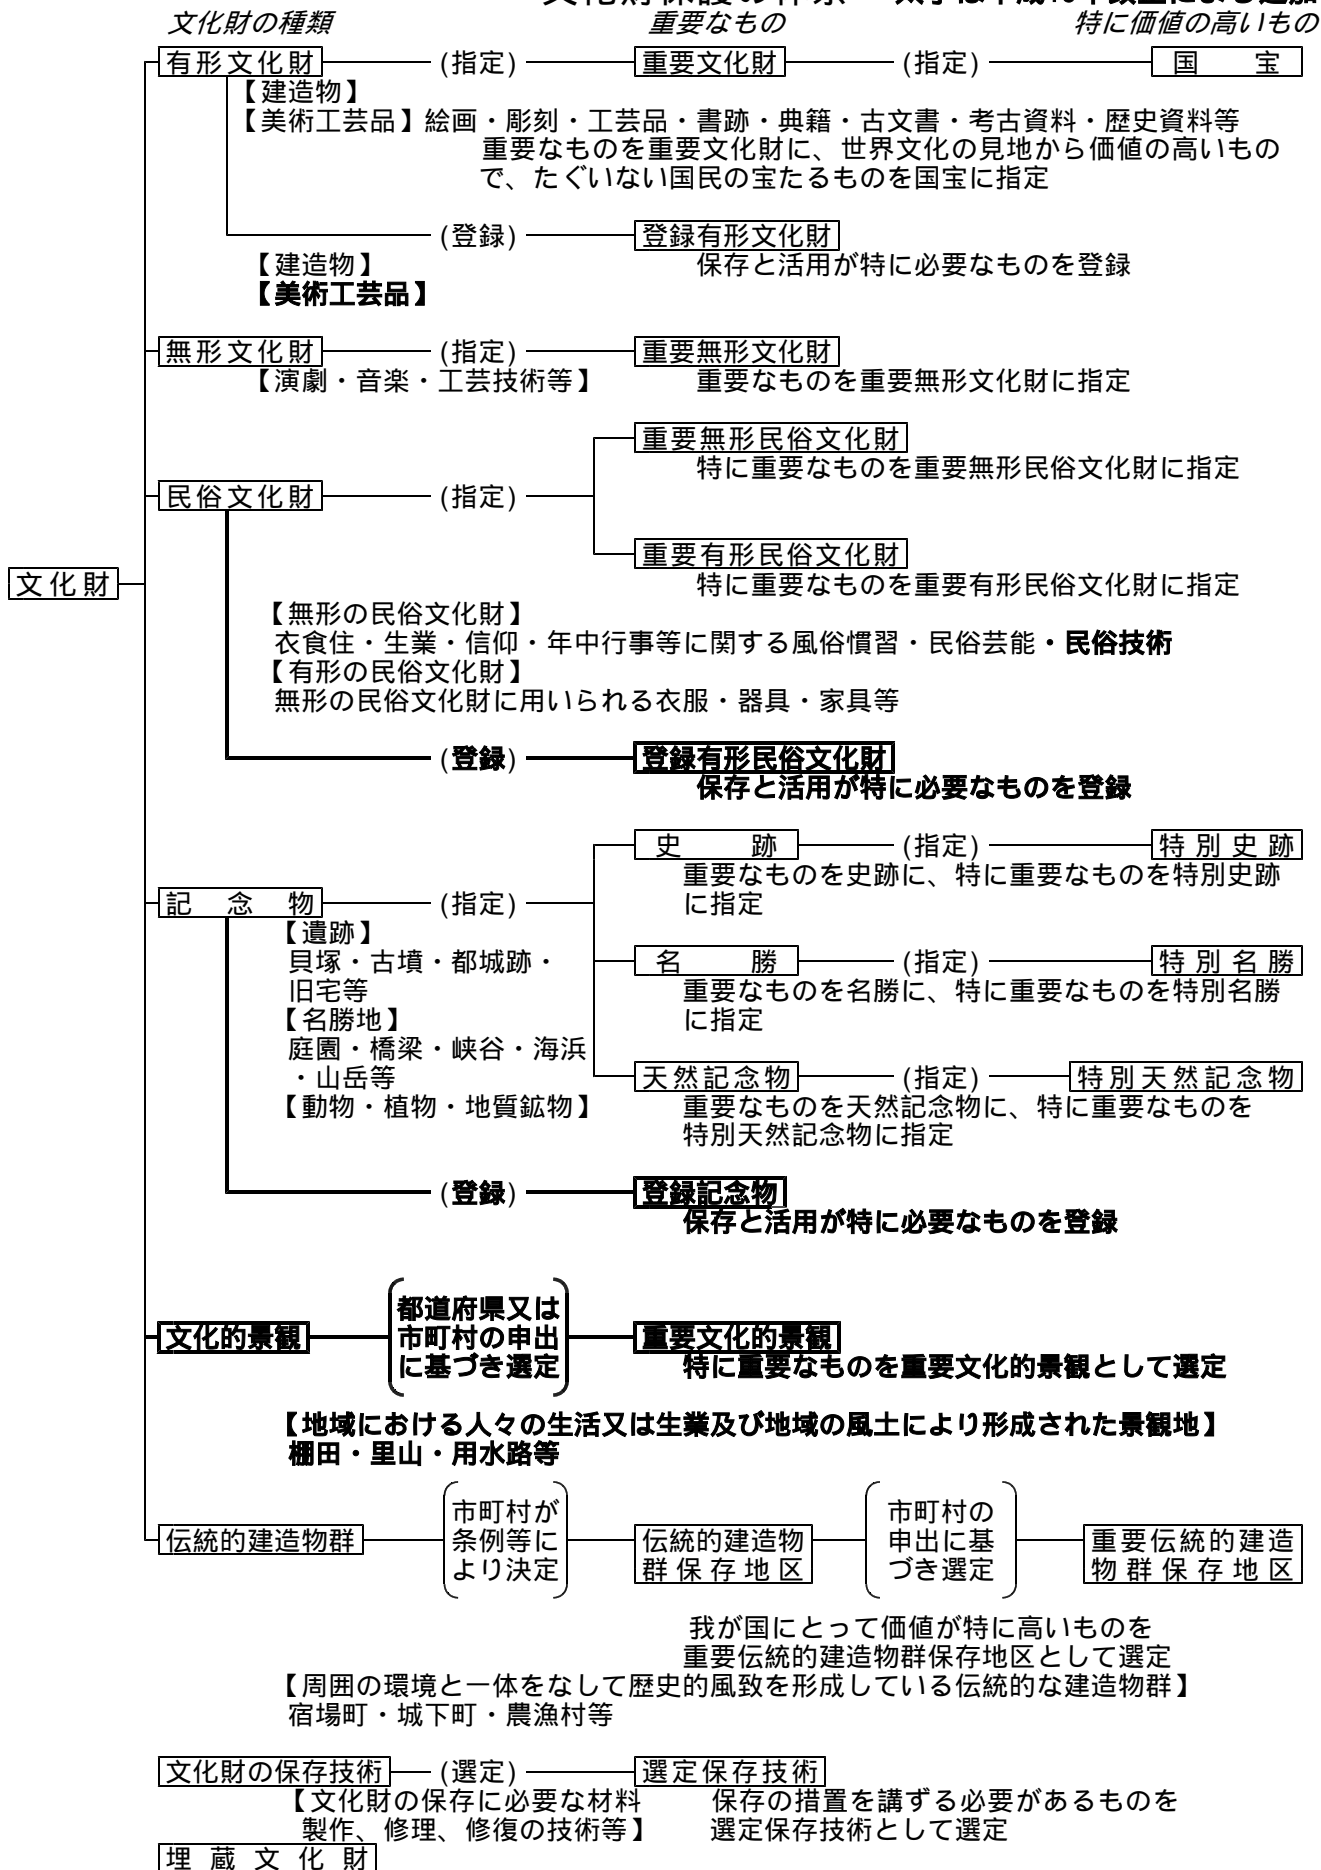 文化財の種類 重要なもの 特に価値の高いもの
有形文化財 (指定) 重要文化財 (指定) 国 宝
【建造物】
【美術工芸品】絵画・彫刻・工芸品・書跡・典籍・古文書・考古資料・歴史資料等
重要なものを重要文化財に、世界文化の見地から価値の高いもの
で、たぐいない国民の宝たるものを国宝に指定
(登録) 登録有形文化財
【建造物】 保存と活用が特に必要なものを登録
【美術工芸品】
無形文化財 (指定) 重要無形文化財
【演劇・音楽・工芸技術等】 重要なものを重要無形文化財に指定
重要無形民俗文化財
特に重要なものを重要無形民俗文化財に指定
民俗文化財 (指定)
重要有形民俗文化財
文化財 特に重要なものを重要有形民俗文化財に指定
【無形の民俗文化財】
衣食住・生業・信仰・年中行事等に関する風俗慣習・民俗芸能・民俗技術
【有形の民俗文化財】
無形の民俗文化財に用いられる衣服・器具・家具等
(登録) 登録有形民俗文化財
保存と活用が特に必要なものを登録
史 跡 (指定) 特別史跡
重要なものを史跡に、特に重要なものを特別史跡
記 念 物 (指定) に指定
【遺跡】
貝塚・古墳・都城跡・ 名 勝 (指定) 特別名勝
旧宅等 重要なものを名勝に、特に重要なものを特別名勝
【名勝地】 に指定
庭園・橋梁・峡谷・海浜
・山岳等 天然記念物 (指定) 特別天然記念物
【動物・植物・地質鉱物】 重要なものを天然記念物に、特に重要なものを
特別天然記念物に指定
(登録) 登録記念物
保存と活用が特に必要なものを登録
都道府県又は
文化的景観 市町村の申出 重要文化的景観
に基づき選定 特に重要なものを重要文化的景観として選定
【地域における人々の生活又は生業及び地域の風土により形成された景観地】
棚田・里山・用水路等
市町村が 市町村の
伝統的建造物群 条例等に 伝統的建造物 申出に基 重要伝統的建造
より決定 群保存地区 づき選定 物群保存地区
我が国にとって価値が特に高いものを
重要伝統的建造物群保存地区として選定
【周囲の環境と一体をなして歴史的風致を形成している伝統的な建造物群】
宿場町・城下町・農漁村等
文化財の保存技術 (選定) 選定保存技術
【文化財の保存に必要な材料 保存の措置を講ずる必要があるものを
製作、修理、修復の技術等】 選定保存技術として選定
埋蔵文化財